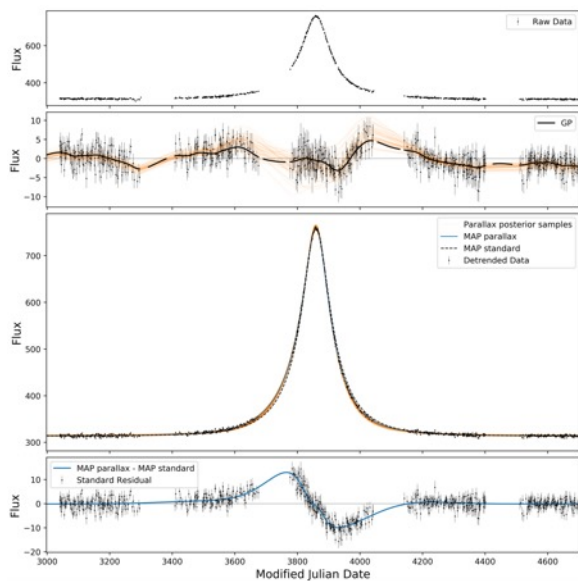 Flux
600
400
Raw Data
Flux
10
5
0
−5
−10
GP
Flux
700
600
500
400
300
Parallax posterior samples
MAP parallax
MAP standard
Detrended Data
Flux
10
0
−10
−20
MAP parallax - MAP standard
Standard Residual
3000 3200 3400 3600 3800 4000 4200 4400 4600
Modified Julian Date